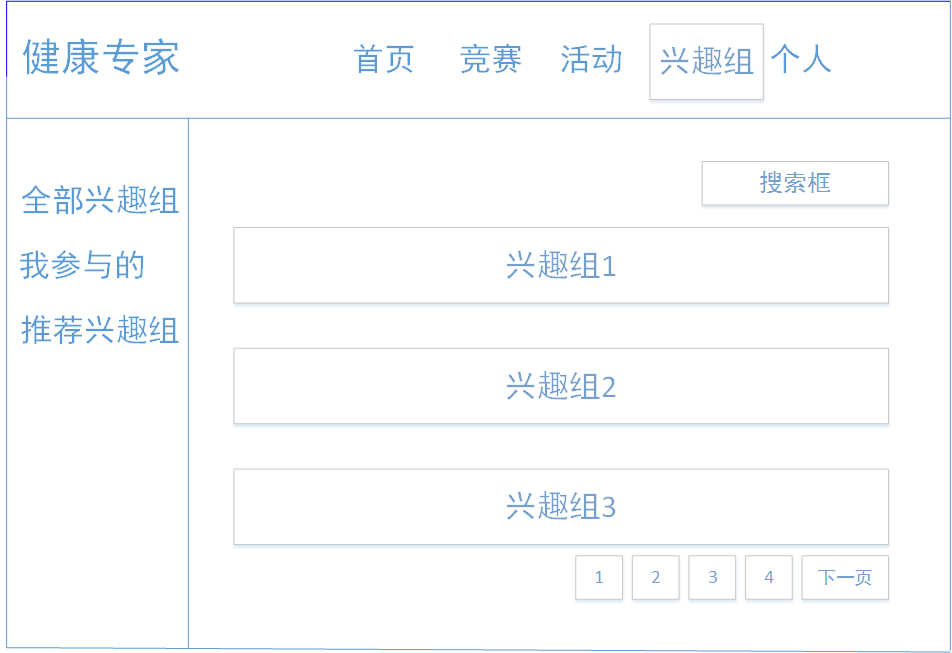 健康专家 首页 竞赛 活动 兴趣组 个人
全部兴趣组
我参与的
推荐兴趣组
搜索框
兴趣组1
兴趣组2
兴趣组3
1 2 3 4 下一页